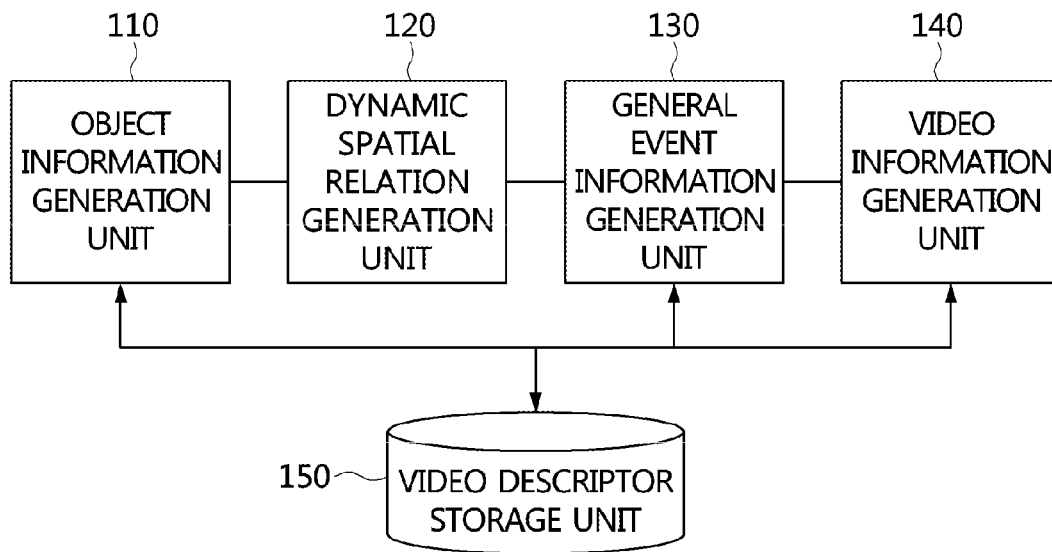 110
120
130
140
OBJECT
INFORMATION
GENERATION
UNIT
DYNAMIC
SPATIAL
RELATION
GENERATION
UNIT
GENERAL
EVENT
INFORMATION
GENERATION
UNIT
VIDEO
INFORMATION
GENERATION
UNIT
150
VIDEO DESCRIPTOR
STORAGE UNIT